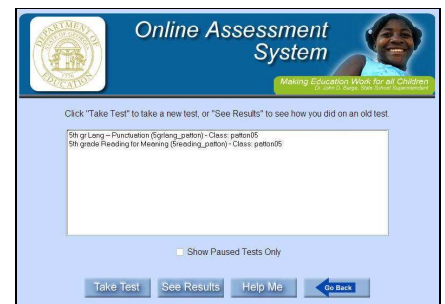 Online Assessment
System
Making Education Work for all Children
Dr. John D. Barge, State School Superintendent
Click "Take Test" to take a new test, or "See Results" to see how you did on an old test.
5th gr Lang -- Punctuation (5grlang_patton) - Class: patton05
5th grade Reading for Meaning (5reading_patton) - Class: patton05
Show Paused Tests Only
Take Test
See Results
Help Me
Go Back